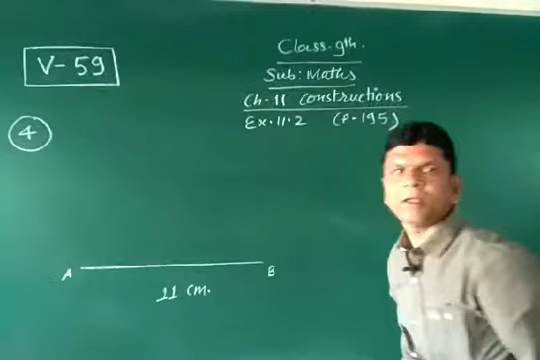 V-59
Class-9th.
Sub: Maths
Ch.11 constructions
Ex.11.2 (P.195)
4
A B
11 cm.